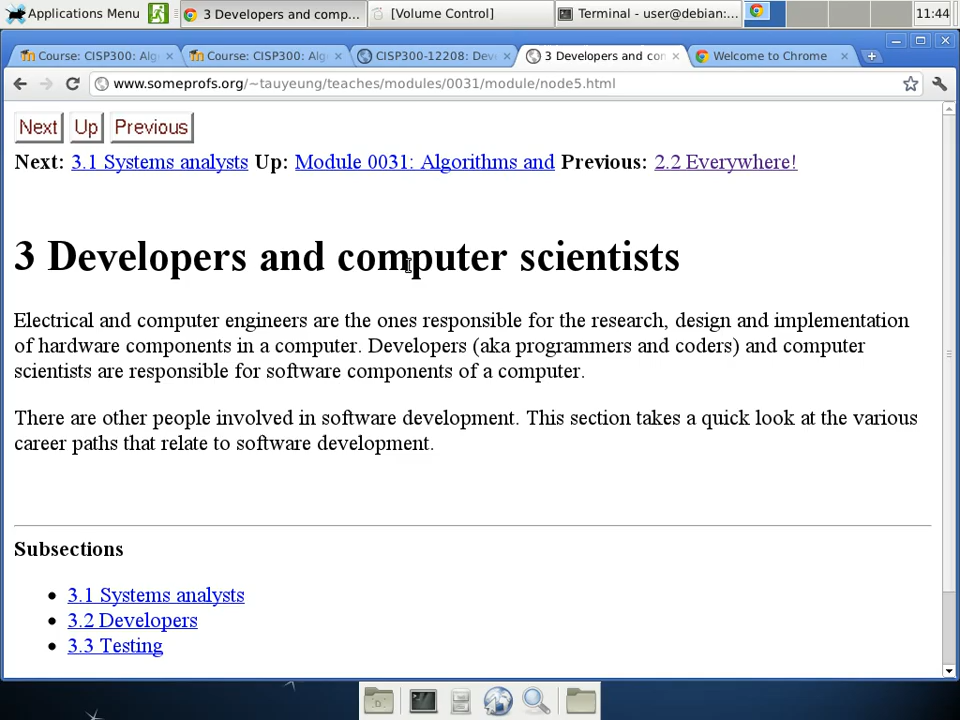 Applications Menu
3 Developers and comp...
[Volume Control]
Terminal - user@debian:...
11:44
Course: CISP300: Alg
Course: CISP300: Alg
CISP300-12208: Deve
3 Developers and con
Welcome to Chrome
www.someprofs.org/~tauyeung/teaches/modules/0031/module/node5.html
Next Up Previous
Next: 3.1 Systems analysts Up: Module 0031: Algorithms and Previous: 2.2 Everywhere!
3 Developers and computer scientists
Electrical and computer engineers are the ones responsible for the research, design and implementation
of hardware components in a computer. Developers (aka programmers and coders) and computer
scientists are responsible for software components of a computer.
There are other people involved in software development. This section takes a quick look at the various
career paths that relate to software development.
Subsections
3.1 Systems analysts
3.2 Developers
3.3 Testing